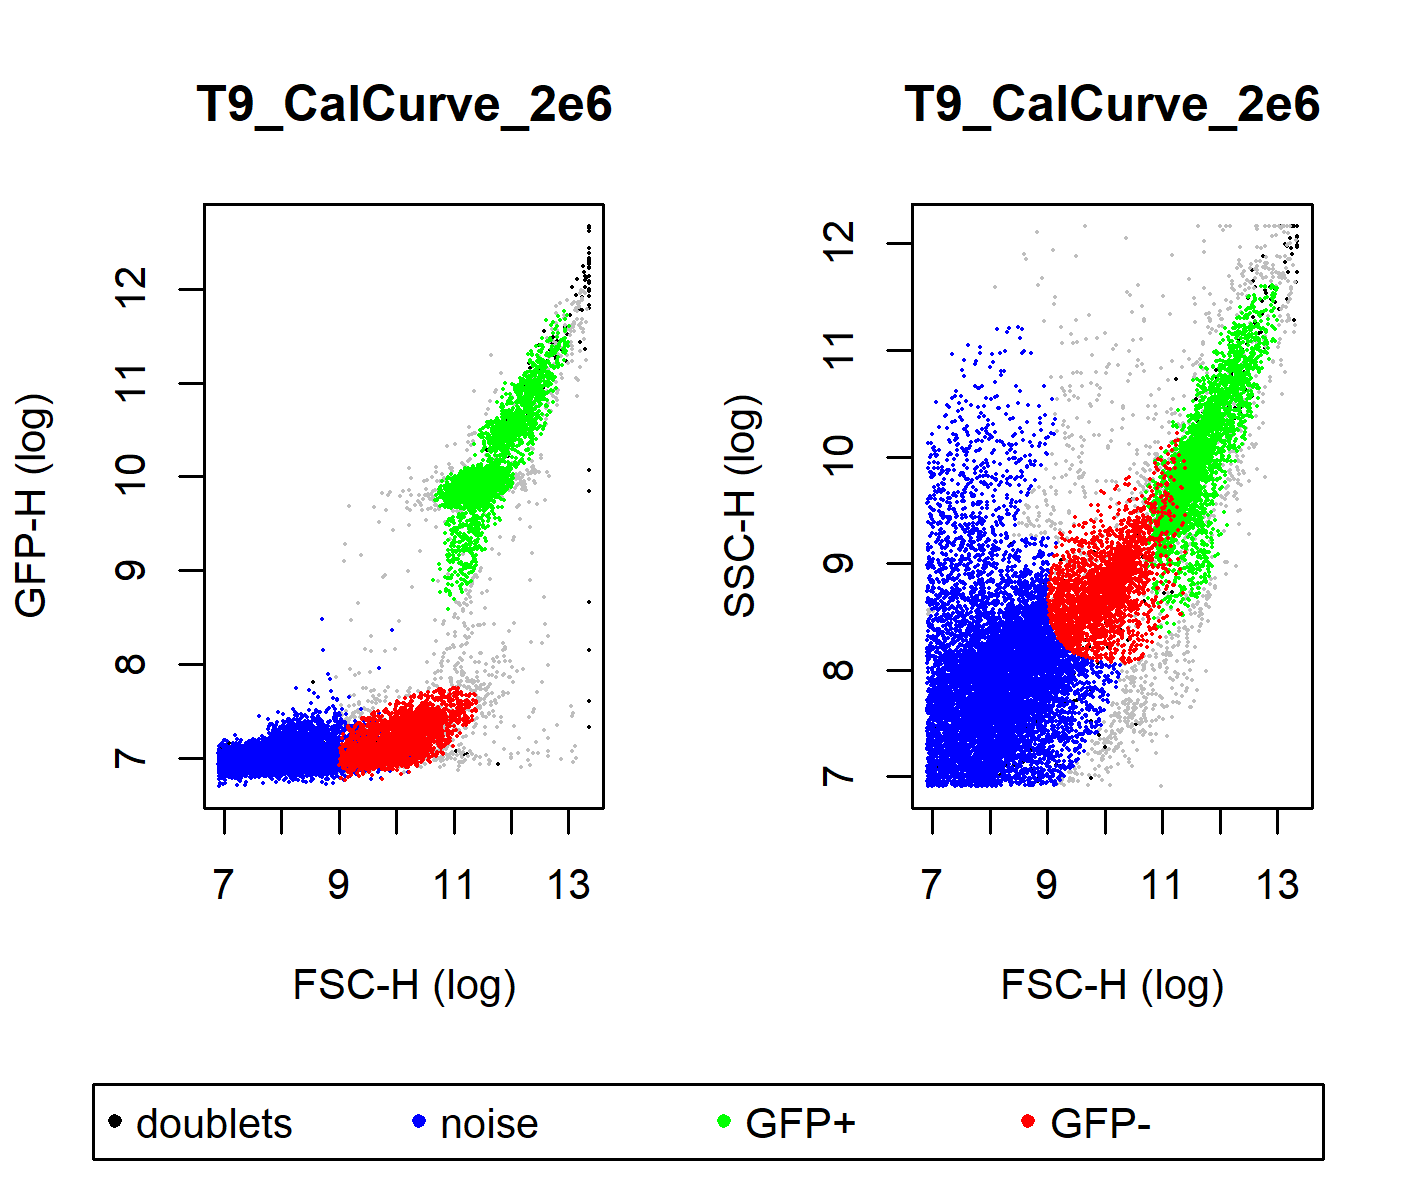 T9_CalCurve_2e6
GFP-H (log)
12
11
10
9
8
7
7 9 11 13
FSC-H (log)
T9_CalCurve_2e6
SSC-H (log)
12
11
10
9
8
7
7 9 11 13
FSC-H (log)
doublets noise GFP+ GFP-